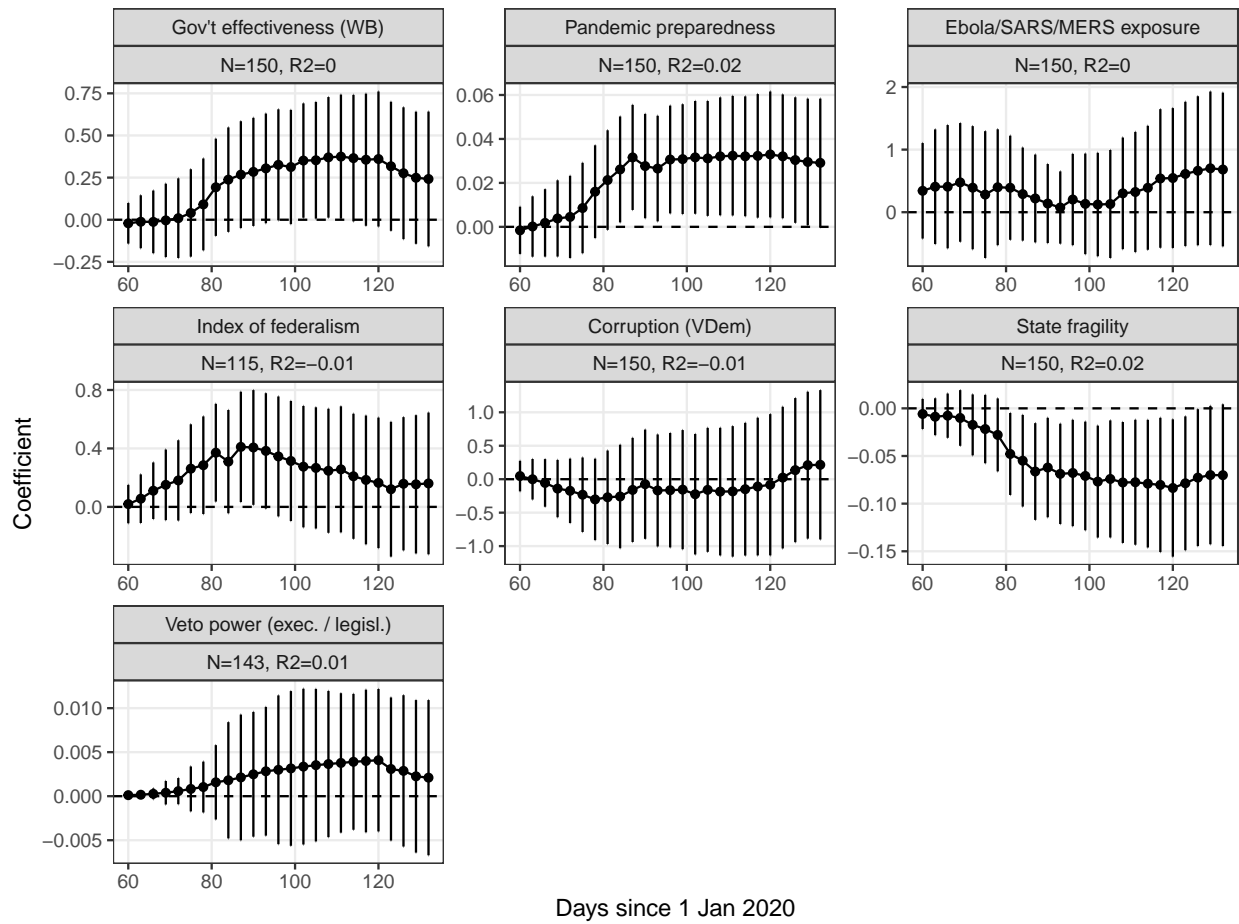 Gov't effectiveness (WB)
N=150, R2=0
0.75
0.50
0.25
0.00
−0.25
60 80 100 120
Pandemic preparedness
N=150, R2=0.02
0.06
0.04
0.02
0.00
60 80 100 120
Ebola/SARS/MERS exposure
N=150, R2=0
2
1
0
60 80 100 120
Index of federalism
N=115, R2=−0.01
0.8
0.4
0.0
60 80 100 120
Corruption (VDem)
N=150, R2=−0.01
1.0
0.5
0.0
−0.5
−1.0
60 80 100 120
State fragility
N=150, R2=0.02
0.00
−0.05
−0.10
−0.15
60 80 100 120
Veto power (exec. / legisl.)
N=143, R2=0.01
0.010
0.005
0.000
−0.005
60 80 100 120
Coefficient
Days since 1 Jan 2020